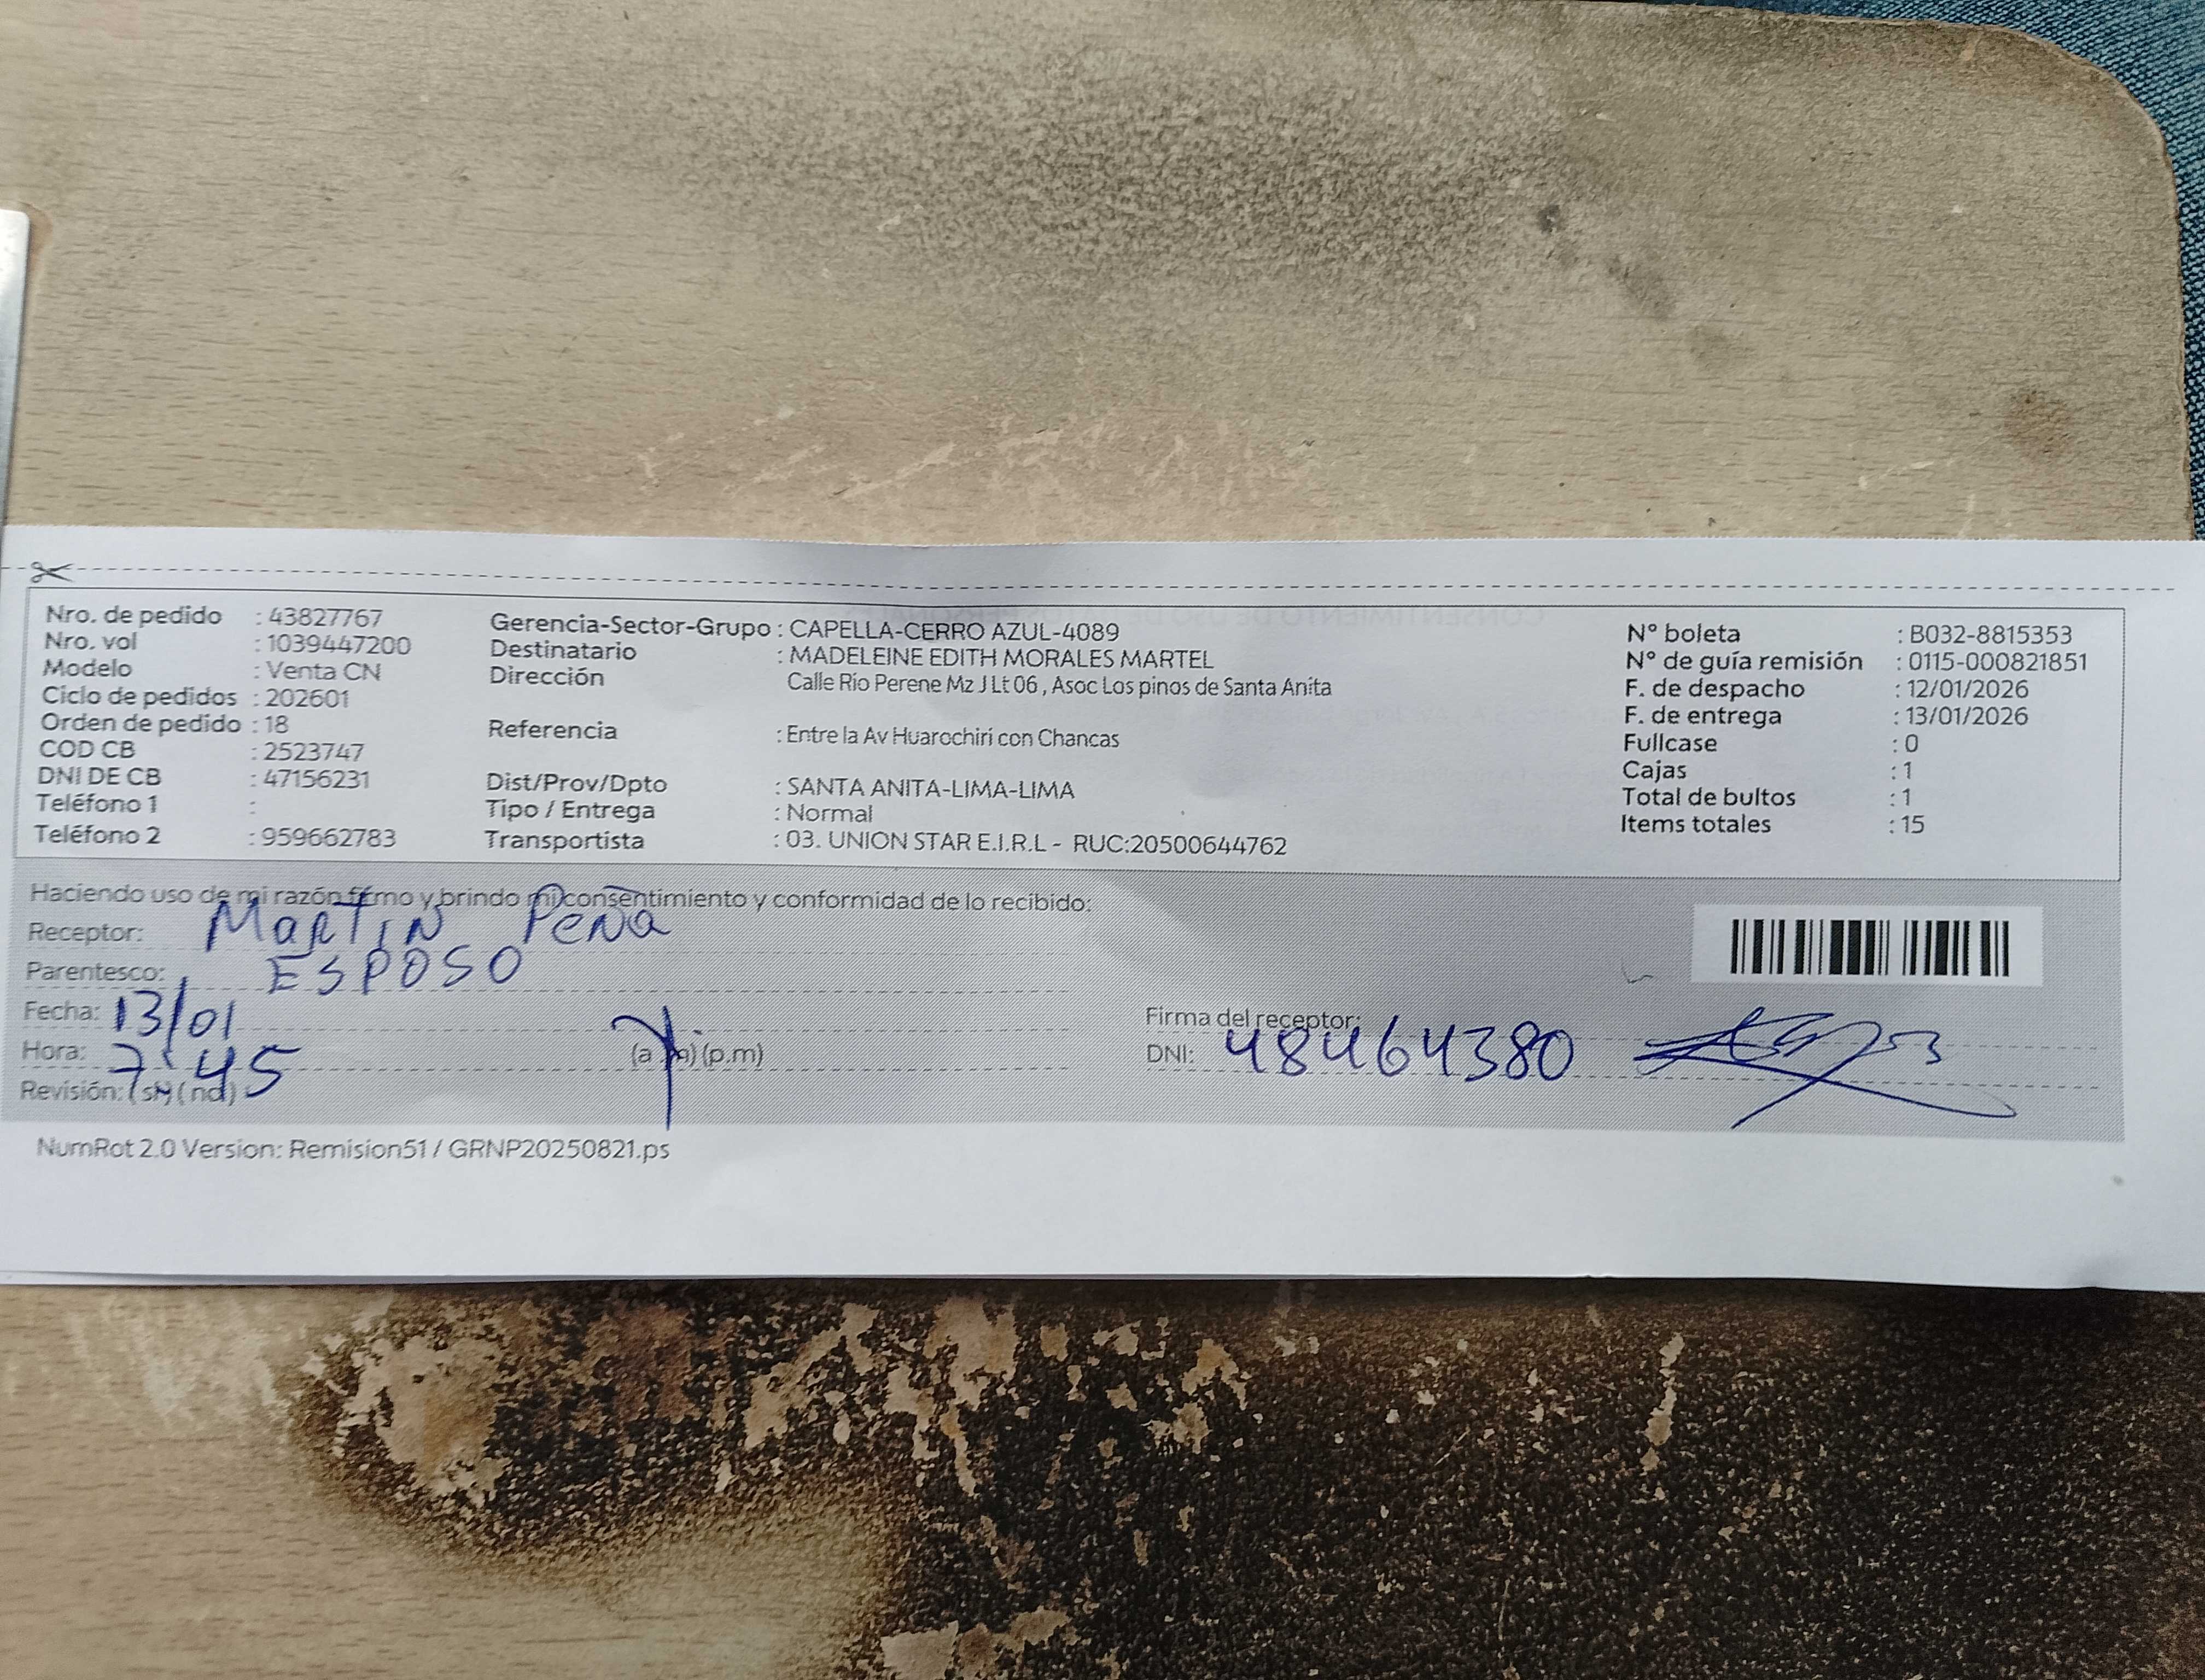 Nro. de pedido : 43827767
Nro. vol : 1039447200
Modelo : Venta CN
Ciclo de pedidos : 202601
Orden de pedido : 18
COD CB : 2523747
DNI DE CB : 47156231
Teléfono 1 :
Teléfono 2 : 959662783
Gerencia-Sector-Grupo : CAPELLA-CERRO AZUL-4089
Destinatario : MADELEINE EDITH MORALES MARTEL
Dirección Calle Rio Perene Mz J Lt 06 , Asoc Los pinos de Santa Anita
Referencia : Entre la Av Huarochiri con Chancas
Dist/Prov/Dpto : SANTA ANITA-LIMA-LIMA
Tipo / Entrega : Normal
Transportista : 03. UNION STAR E.I.R.L - RUC:20500644762
N° boleta : B032-8815353
N° de guía remisión : 0115-000821851
F. de despacho : 12/01/2026
F. de entrega : 13/01/2026
Fullcase : 0
Cajas : 1
Total de bultos : 1
Items totales : 15
Haciendo uso de mi razón firmo y brindo mi consentimiento y conformidad de lo recibido:
Receptor: MaRTIN Peña
Parentesco: ESPOSO
Fecha: 13/01
Hora: 7:45 (a.m) (p.m)
Revisión: (si) (no)
Firma del receptor:
DNI: 48464380
NumRot 2.0 Version: Remision51 / GRNP20250821.ps